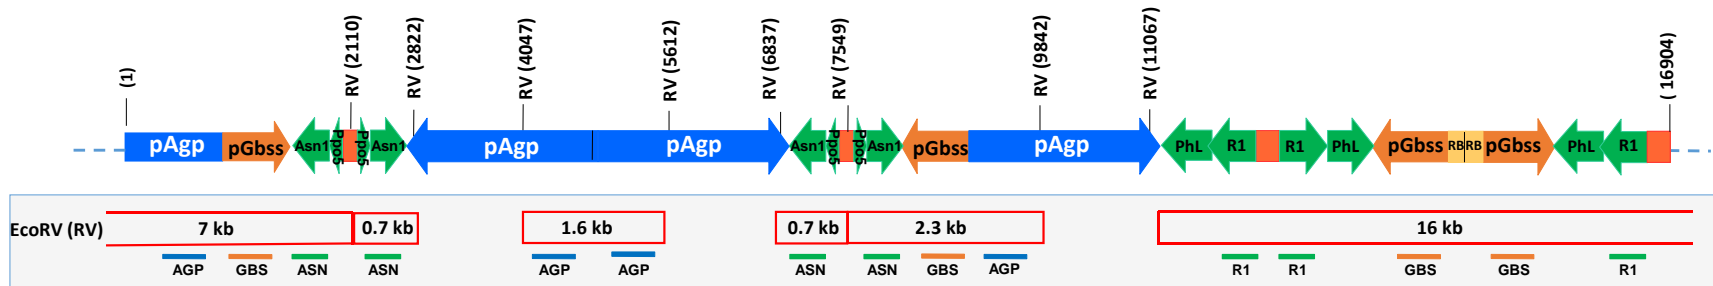 (1)
RV (2110)
RV (2822)
RV (4047)
RV (5612)
RV (6837)
RV (7549)
RV (9842)
RV (11067)
( 16904)
pAgp pGbss Asn1 Ppo5 Ppo5 Asn1 pAgp pAgp Asn1 Ppo5 Ppo5 Asn1 pGbss pAgp PhL R1 R1 PhL pGbss RB RB pGbss PhL R1
EcoRV (RV) 7 kb 0.7 kb 1.6 kb 0.7 kb 2.3 kb 16 kb
AGP GBS ASN ASN AGP AGP ASN ASN GBS AGP R1 R1 GBS GBS R1